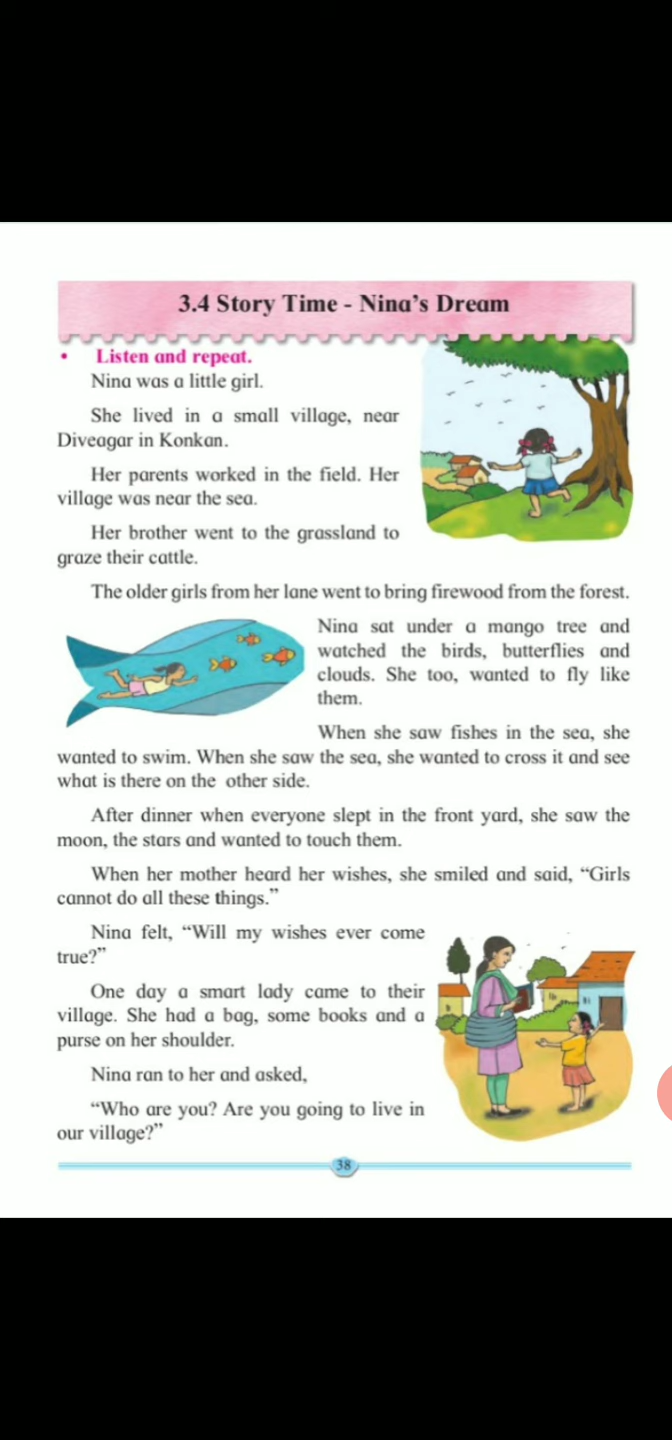 3.4 Story Time - Nina's Dream
• Listen and repeat.
Nina was a little girl.
She lived in a small village, near
Diveagar in Konkan.
Her parents worked in the field. Her
village was near the sea.
Her brother went to the grassland to
graze their cattle.
The older girls from her lane went to bring firewood from the forest.
Nina sat under a mango tree and
watched the birds, butterflies and
clouds. She too, wanted to fly like
them.
When she saw fishes in the sea, she
wanted to swim. When she saw the sea, she wanted to cross it and see
what is there on the other side.
After dinner when everyone slept in the front yard, she saw the
moon, the stars and wanted to touch them.
When her mother heard her wishes, she smiled and said, “Girls
cannot do all these things.”
Nina felt, “Will my wishes ever come
true?”
One day a smart lady came to their
village. She had a bag, some books and a
purse on her shoulder.
Nina ran to her and asked,
“Who are you? Are you going to live in
our village?”
38